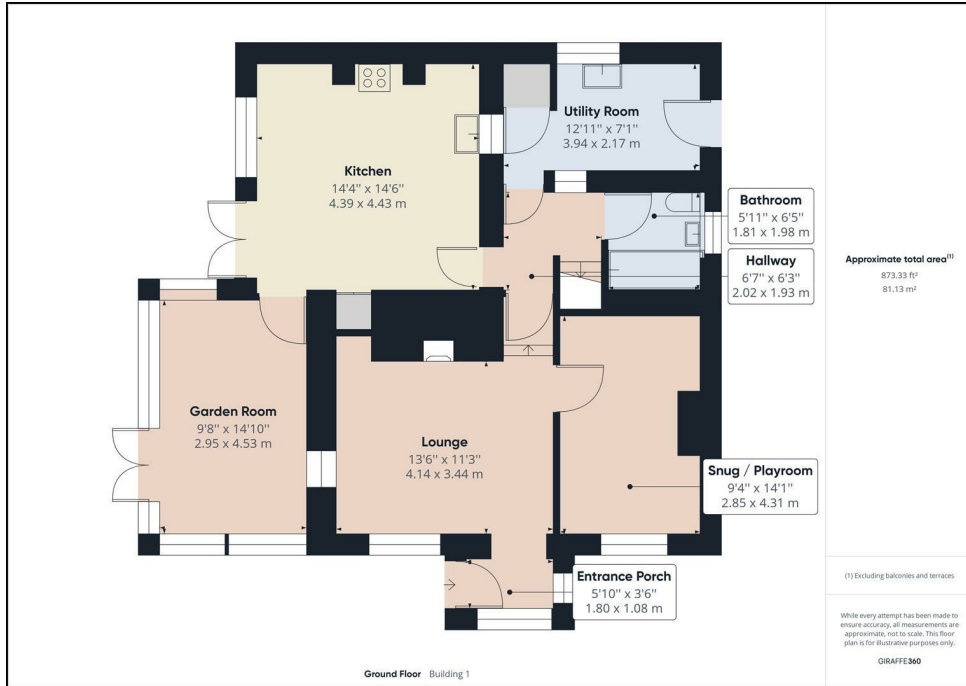 Utility Room
12'11" x 7'1"
3.94 x 2.17 m
Kitchen
14'4" x 14'6"
4.39 x 4.43 m
Bathroom
5'11" x 6'5"
1.81 x 1.98 m
Hallway
6'7" x 6'3"
2.02 x 1.93 m
Garden Room
9'8" x 14'10"
2.95 x 4.53 m
Lounge
13'6" x 11'3"
4.14 x 3.44 m
Snug / Playroom
9'4" x 14'1"
2.85 x 4.31 m
Entrance Porch
5'10" x 3'6"
1.80 x 1.08 m
Ground Floor Building 1
Approximate total area(1)
873.33 ft²
81.13 m²
(1) Excluding balconies and terraces
While every attempt has been made to
ensure accuracy, all measurements are
approximate, not to scale. This floor
plan is for illustrative purposes only.
GIRAFFE360